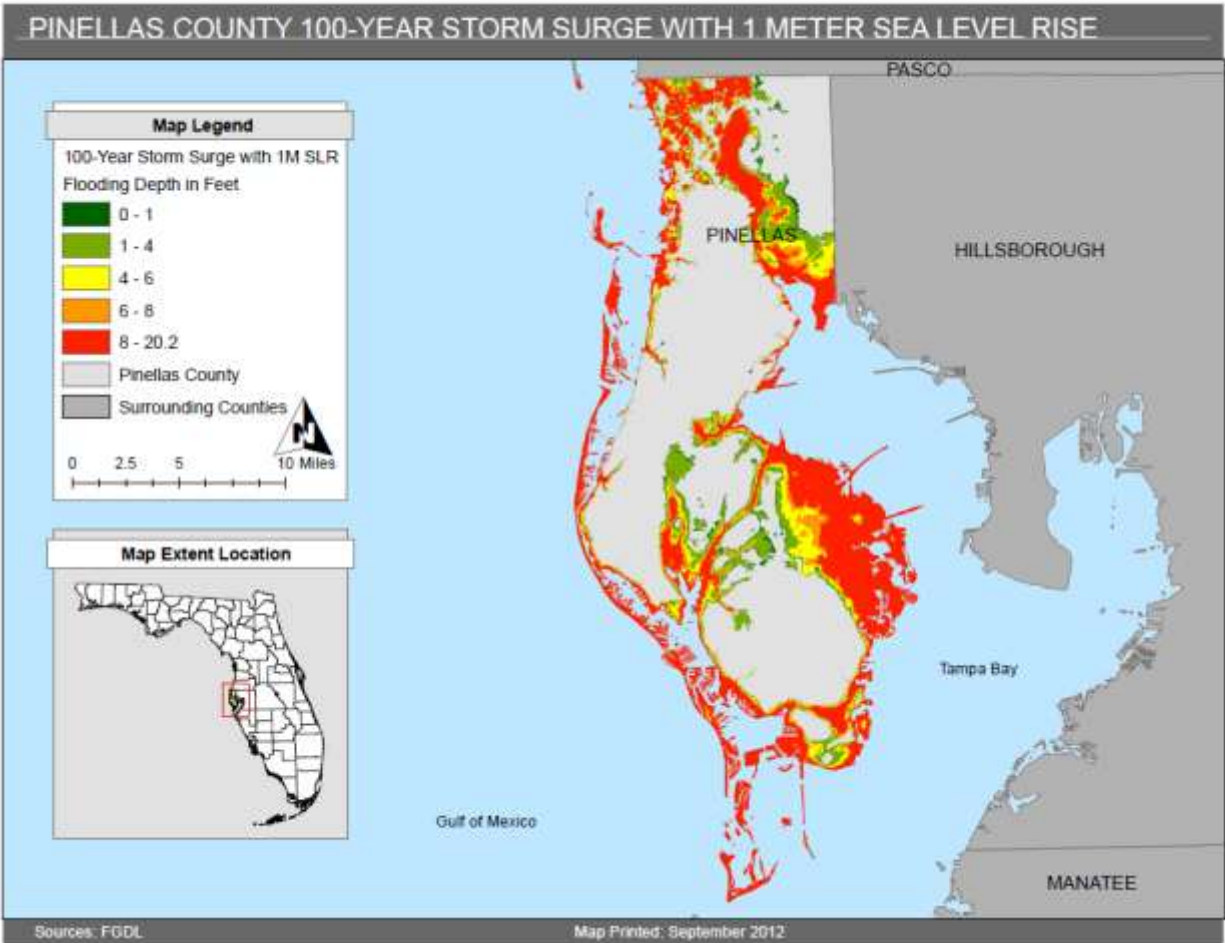 PINELLAS COUNTY 100-YEAR STORM SURGE WITH 1 METER SEA LEVEL RISE
PASCO
Map Legend
100-Year Storm Surge with 1M SLR
Flooding Depth in Feet
0 - 1
1 - 4
4 - 6
6 - 8
8 - 20.2
Pinellas County
Surrounding Counties
N
0 2.5 5 10 Miles
PINELLAS
HILLSBOROUGH
Map Extent Location
Tampa Bay
Gulf of Mexico
MANATEE
Sources: FGDL
Map Printed: September 2012